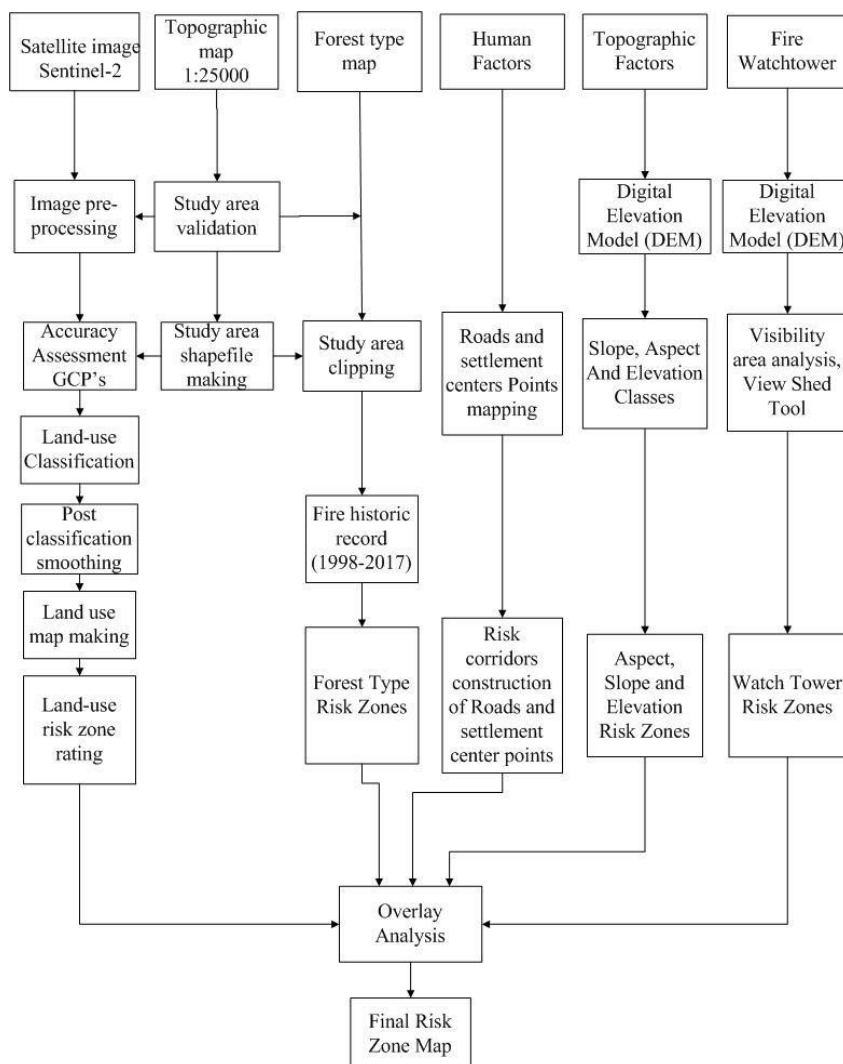 Satellite image
Sentinel-2
Topographic
map
1:25000
Forest type
map
Human
Factors
Topographic
Factors
Fire
Watchtower
Image pre-
processing
Study area
validation
Digital
Elevation
Model (DEM)
Digital
Elevation
Model (DEM)
Accuracy
Assessment
GCP's
Study area
shapefile
making
Study area
clipping
Roads and
settlement
centers Points
mapping
Slope, Aspect
And Elevation
Classes
Visibility
area analysis,
View Shed
Tool
Land-use
Classification
Post
classification
smoothing
Fire historic
record
(1998-2017)
Land use
map making
Land-use
risk zone
rating
Forest Type
Risk Zones
Risk
corridors
construction
of Roads and
settlement
center points
Aspect,
Slope and
Elevation
Risk Zones
Watch Tower
Risk Zones
Overlay
Analysis
Final Risk
Zone Map